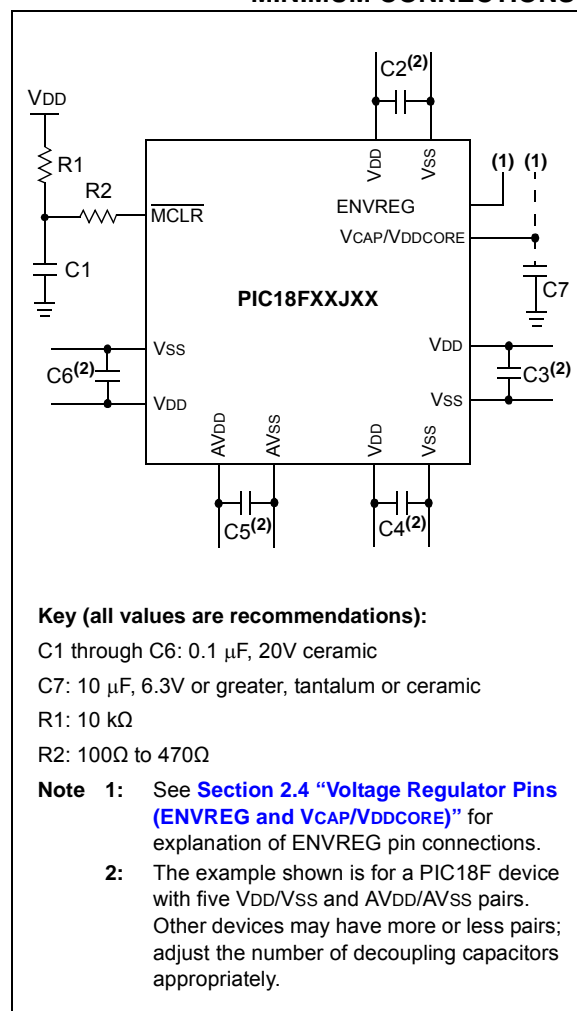 C2(2)
VDD
R1
R2
C1
MCLR
VDD
VSS
(1) (1)
ENVREG
VCAP/VDDCORE
C7
PIC18FXXJXX
VSS
C6(2)
VDD
VDD
C3(2)
VSS
AVDD
AVSS
VDD
VSS
C5(2)
C4(2)
Key (all values are recommendations):
C1 through C6: 0.1 μF, 20V ceramic
C7: 10 μF, 6.3V or greater, tantalum or ceramic
R1: 10 kΩ
R2: 100Ω to 470Ω
Note 1: See Section 2.4 “Voltage Regulator Pins
(ENVREG and VCAP/VDDCORE)” for
explanation of ENVREG pin connections.
2: The example shown is for a PIC18F device
with five VDD/VSS and AVDD/AVSS pairs.
Other devices may have more or less pairs;
adjust the number of decoupling capacitors
appropriately.